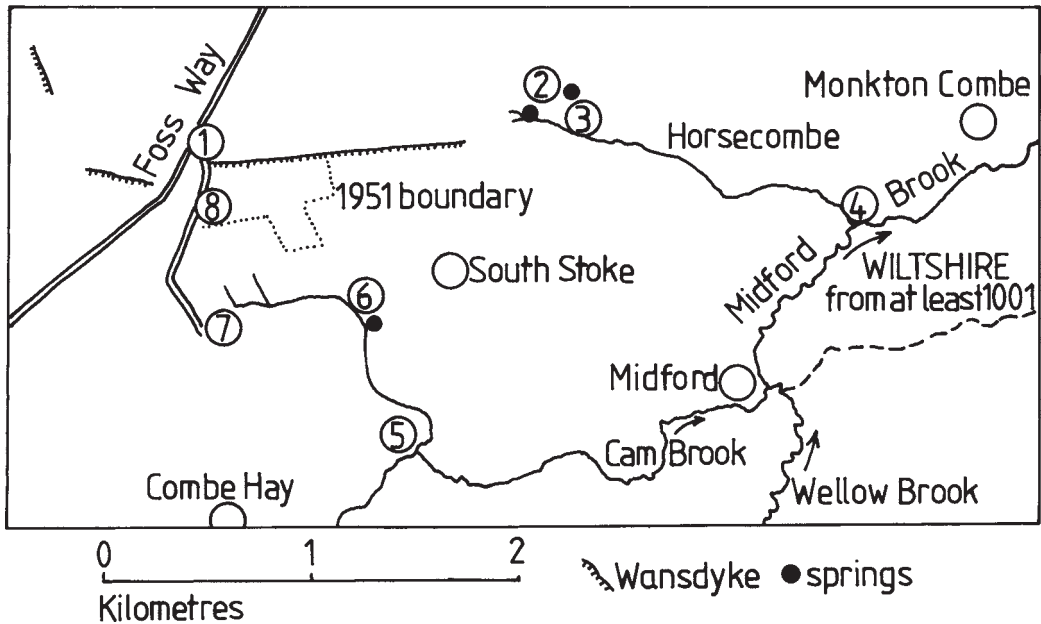 Foss Way
Monkton Combe
Horsecombe
1951 boundary
South Stoke
Midford Brook
WILTSHIRE
from at least 1001
Midford
Cam Brook
Combe Hay
Wellow Brook
1
2
3
4
5
6
7
8
0 1 2
Kilometres
Wansdyke
springs